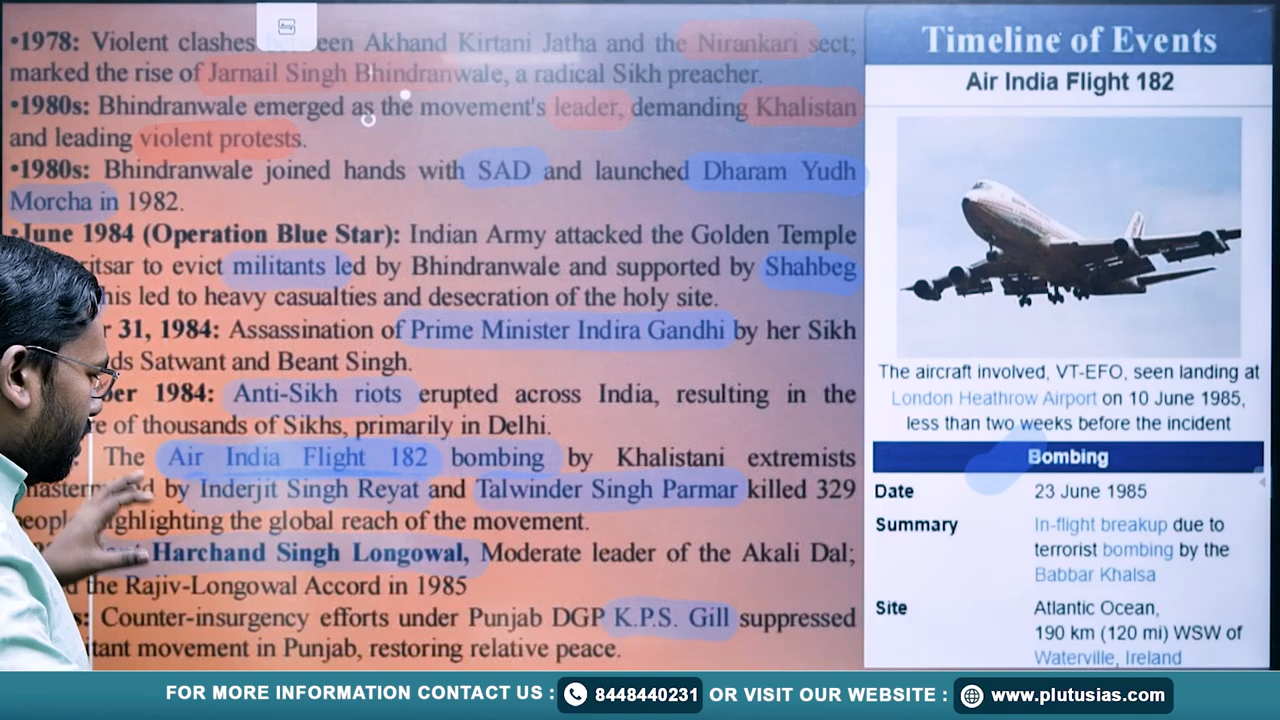 •1978: Violent clashes between Akhand Kirtani Jatha and the Nirankari sect;
marked the rise of Jarnail Singh Bhindranwale, a radical Sikh preacher.
•1980s: Bhindranwale emerged as the movement's leader, demanding Khalistan
and leading violent protests.
•1980s: Bhindranwale joined hands with SAD and launched Dharam Yudh
Morcha in 1982.
•June 1984 (Operation Blue Star): Indian Army attacked the Golden Temple
to evict militants led by Bhindranwale and supported by Shahbeg
led to heavy casualties and desecration of the holy site.
31, 1984: Assassination of Prime Minister Indira Gandhi by her Sikh
Satwant and Beant Singh.
1984: Anti-Sikh riots erupted across India, resulting in the
of thousands of Sikhs, primarily in Delhi.
The Air India Flight 182 bombing by Khalistani extremists
by Inderjit Singh Reyat and Talwinder Singh Parmar killed 329
highlighting the global reach of the movement.
Harchand Singh Longowal, Moderate leader of the Akali Dal;
the Rajiv-Longowal Accord in 1985
Counter-insurgency efforts under Punjab DGP K.P.S. Gill suppressed
movement in Punjab, restoring relative peace.
Timeline of Events
Air India Flight 182
The aircraft involved, VT-EFO, seen landing at
London Heathrow Airport on 10 June 1985,
less than two weeks before the incident
Bombing
Date 23 June 1985
Summary In-flight breakup due to
terrorist bombing by the
Babbar Khalsa
Site Atlantic Ocean,
190 km (120 mi) WSW of
Waterville, Ireland
FOR MORE INFORMATION CONTACT US : 8448440231 OR VISIT OUR WEBSITE : www.plutusias.com